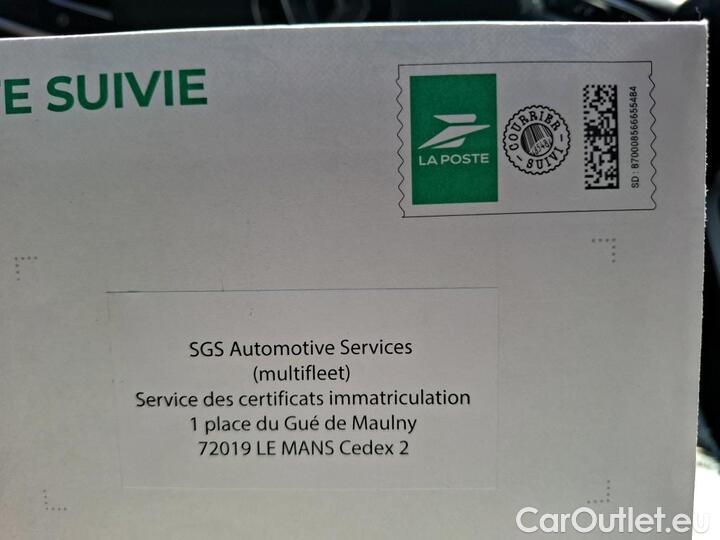 TE SUIVIE
LA POSTE
COURRIER
SUIVI
SD : 870008566655484
SGS Automotive Services
(multifleet)
Service des certificats immatriculation
1 place du Gué de Maulny
72019 LE MANS Cedex 2
CarOutlet.eu